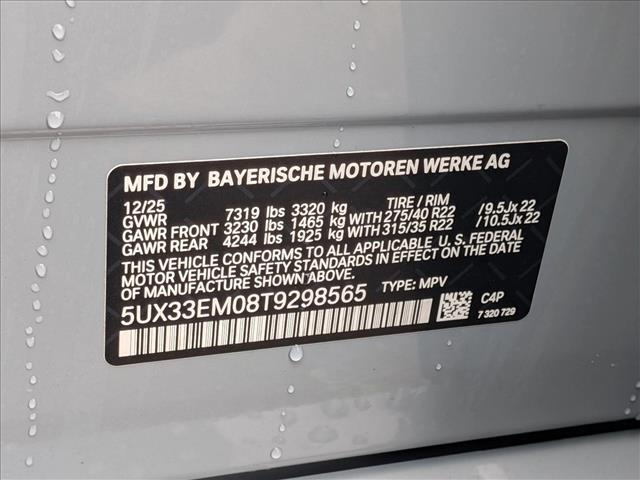 MFD BY BAYERISCHE MOTOREN WERKE AG
12/25 TIRE / RIM
GVWR 7319 lbs 3320 kg
GAWR FRONT 3230 lbs 1465 kg WITH 275/40 R22 /9.5Jx22
GAWR REAR 4244 lbs 1925 kg WITH 315/35 R22 /10.5Jx22
THIS VEHICLE CONFORMS TO ALL APPLICABLE U. S. FEDERAL
MOTOR VEHICLE SAFETY STANDARDS IN EFFECT ON THE DATE
OF MANUFACTURE SHOWN ABOVE.
5UX33EM08T9298565 TYPE: MPV
C4P
7 320 729